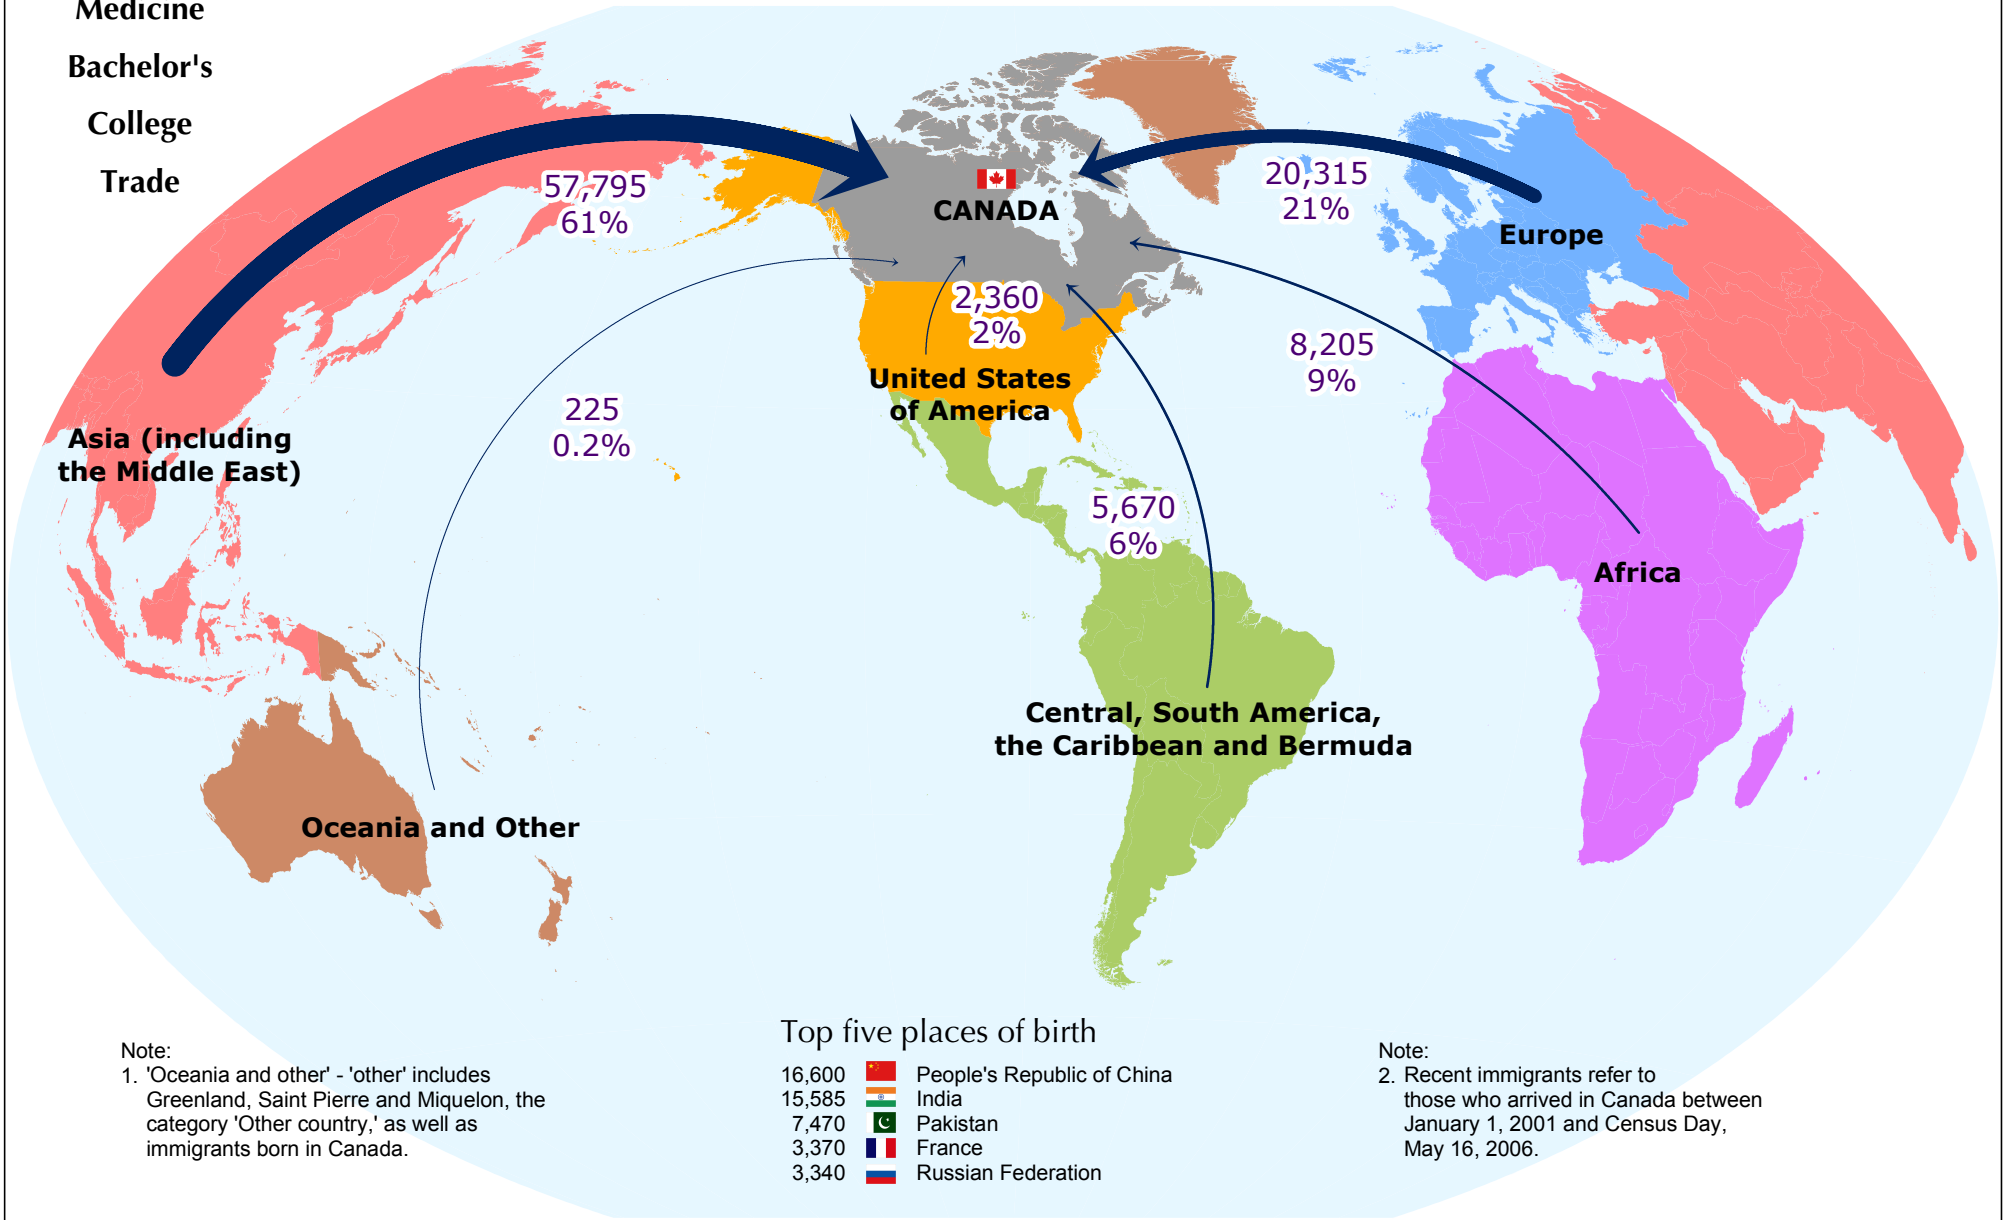 Medicine
Bachelor's
College
Trade
57,795
61%
CANADA
20,315
21%
Europe
2,360
2%
United States
of America
8,205
9%
225
0.2%
Asia (including
the Middle East)
5,670
6%
Africa
Central, South America,
the Caribbean and Bermuda
Oceania and Other
Note:
1. 'Oceania and other' - 'other' includes
Greenland, Saint Pierre and Miquelon, the
category 'Other country,' as well as
immigrants born in Canada.
Top five places of birth
16,600 People's Republic of China
15,585 India
7,470 Pakistan
3,370 France
3,340 Russian Federation
Note:
2. Recent immigrants refer to
those who arrived in Canada between
January 1, 2001 and Census Day,
May 16, 2006.